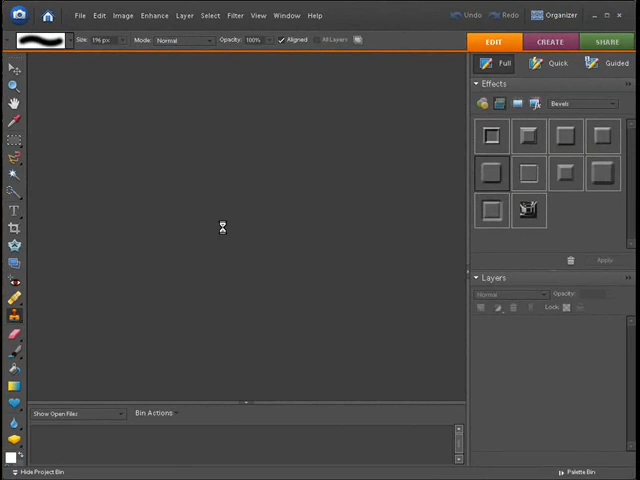 File Edit Image Enhance Layer Select Filter View Window Help Undo Redo Organizer
Size: 196 px Mode: Normal Opacity: 100% Aligned All Layers EDIT CREATE SHARE
Full Quick Guided
Effects
Bevels
Apply
Layers
Normal Opacity:
Lock:
Show Open Files Bin Actions
Hide Project Bin Palette Bin